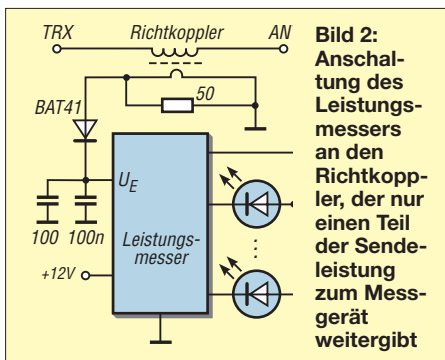 TRX Richtkoppler AN
50
BAT41
U_E
100 100n
Leistungs-
messer
+12V
Bild 2:
Anschal-
tung des
Leistungs-
messers
an den
Richtkopp-
ler, der nur
einen Teil
der Sende-
leistung
zum Mess-
gerät
weitergibt